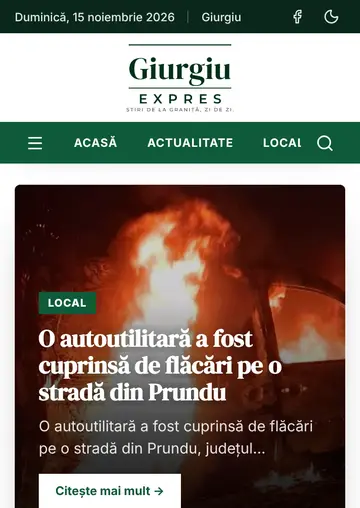 Duminică, 15 noiembrie 2026 | Giurgiu
Giurgiu
EXPRES
ȘTIRI DE LA GRANIȚĂ, ZI DE ZI.
ACASĂ ACTUALITATE LOCAL
LOCAL
O autoutilitară a fost
cuprinsă de flăcări pe o
stradă din Prundu
O autoutilitară a fost cuprinsă de flăcări
pe o stradă din Prundu, județul...
Citește mai mult →